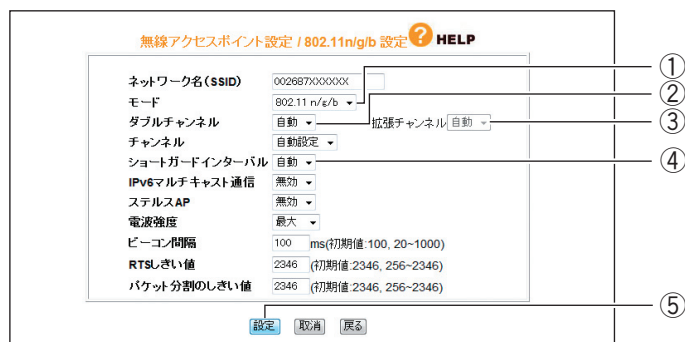 無線アクセスポイント設定 / 802.11n/g/b 設定 ? HELP
ネットワーク名(SSID) 002687XXXXXX
モード 802.11 n/g/b ①
ダブルチャンネル 自動 ② 拡張チャンネル 自動 ③
チャンネル 自動設定
ショートガードインターバル 自動 ④
IPv6マルチキャスト通信 無効
ステルスAP 無効
電波強度 最大
ビーコン間隔 100 ms(初期値:100, 20~1000)
RTSしきい値 2346 (初期値:2346, 256~2346)
パケット分割のしきい値 2346 (初期値:2346, 256~2346)
設定 取消 戻る ⑤